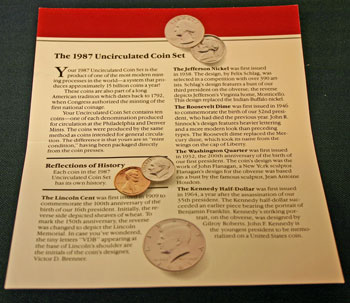 The 1987 Uncirculated Coin Set
Your 1987 Uncirculated Coin Set is the
product of one of the most modern mining
processes in the world—a system that pro-
duces approximately 15 billion coins a year!
These coins are also part of a long
American tradition which dates back to 1792,
when Congress authorized the minting of the
first national coinage.
Your Uncirculated Coin Set contains ten
coins—one of each denomination produced
for circulation at the Philadelphia and Denver
Mints. The coins were produced by the same
method as coins intended for general circula-
tion. The difference is that they are in "mint
condition," having been packaged directly
from the coin presses.
Reflections of History
Each coin in the 1987
Uncirculated Coin Set
has its own history.
The Lincoln Cent was issued in 1909 to
commemorate the 100th anniversary of the
birth of our 16th president. Initially, the re-
verse side depicted sheaves of wheat. To
mark the 150th anniversary, the reverse
was changed to depict the Lincoln
Memorial. In case you've wondered,
the tiny letters "VDB" appearing at
the base of Lincoln's shoulder are
the initials of the coin's designer,
Victor D. Brenner.
The Jefferson Nickel was first issued
in 1938. The design, by Felix Schlag, was
selected in a competition with over 390 art-
ists. Schlag's design features a bust of our
third president on the obverse; the reverse
depicts Jefferson's Virginia home, Monticello.
This design replaced the Indian-Buffalo nickel.
The Roosevelt Dime was first issued in 1946
to commemorate the birth of our 32nd presi-
dent, who had died the previous year. John R.
Sinnock's design features heavier lettering
and a more modern look than preceding
types. The Roosevelt Dime replaced the Mer-
cury dime, which took its name from the
wings on the cap of Liberty.
The Washington Quarter was first issued
in 1932, the 200th anniversary of the birth of
our first president. The coin's design was the
work of John Flanagan, a New York sculptor.
Flanagan's design for the obverse was based
on a bust by the famous sculptor, Jean Antoine
Houdon.
The Kennedy Half-Dollar was first issued
in 1964, a year after the assassination of our
35th president. The Kennedy half-dollar suc-
ceeded an earlier piece bearing the portrait of
Benjamin Franklin. Kennedy's striking por-
trait, on the obverse, was designed by
Gilroy Roberts. John F. Kennedy is
the youngest president to be memo-
rialized on a United States coin.